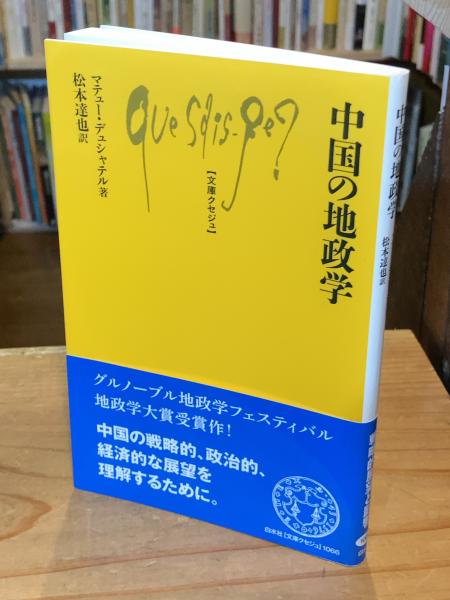 中国の地政学
Que sais-je?
【文庫クセジュ】
マテュー・デュシャテル著
松本達也訳
グルノーブル地政学フェスティバル
地政学大賞受賞作！
中国の戦略的、政治的、
経済的な展望を
理解するために。
白水社［文庫クセジュ］1066
中国の地政学
松本達也訳